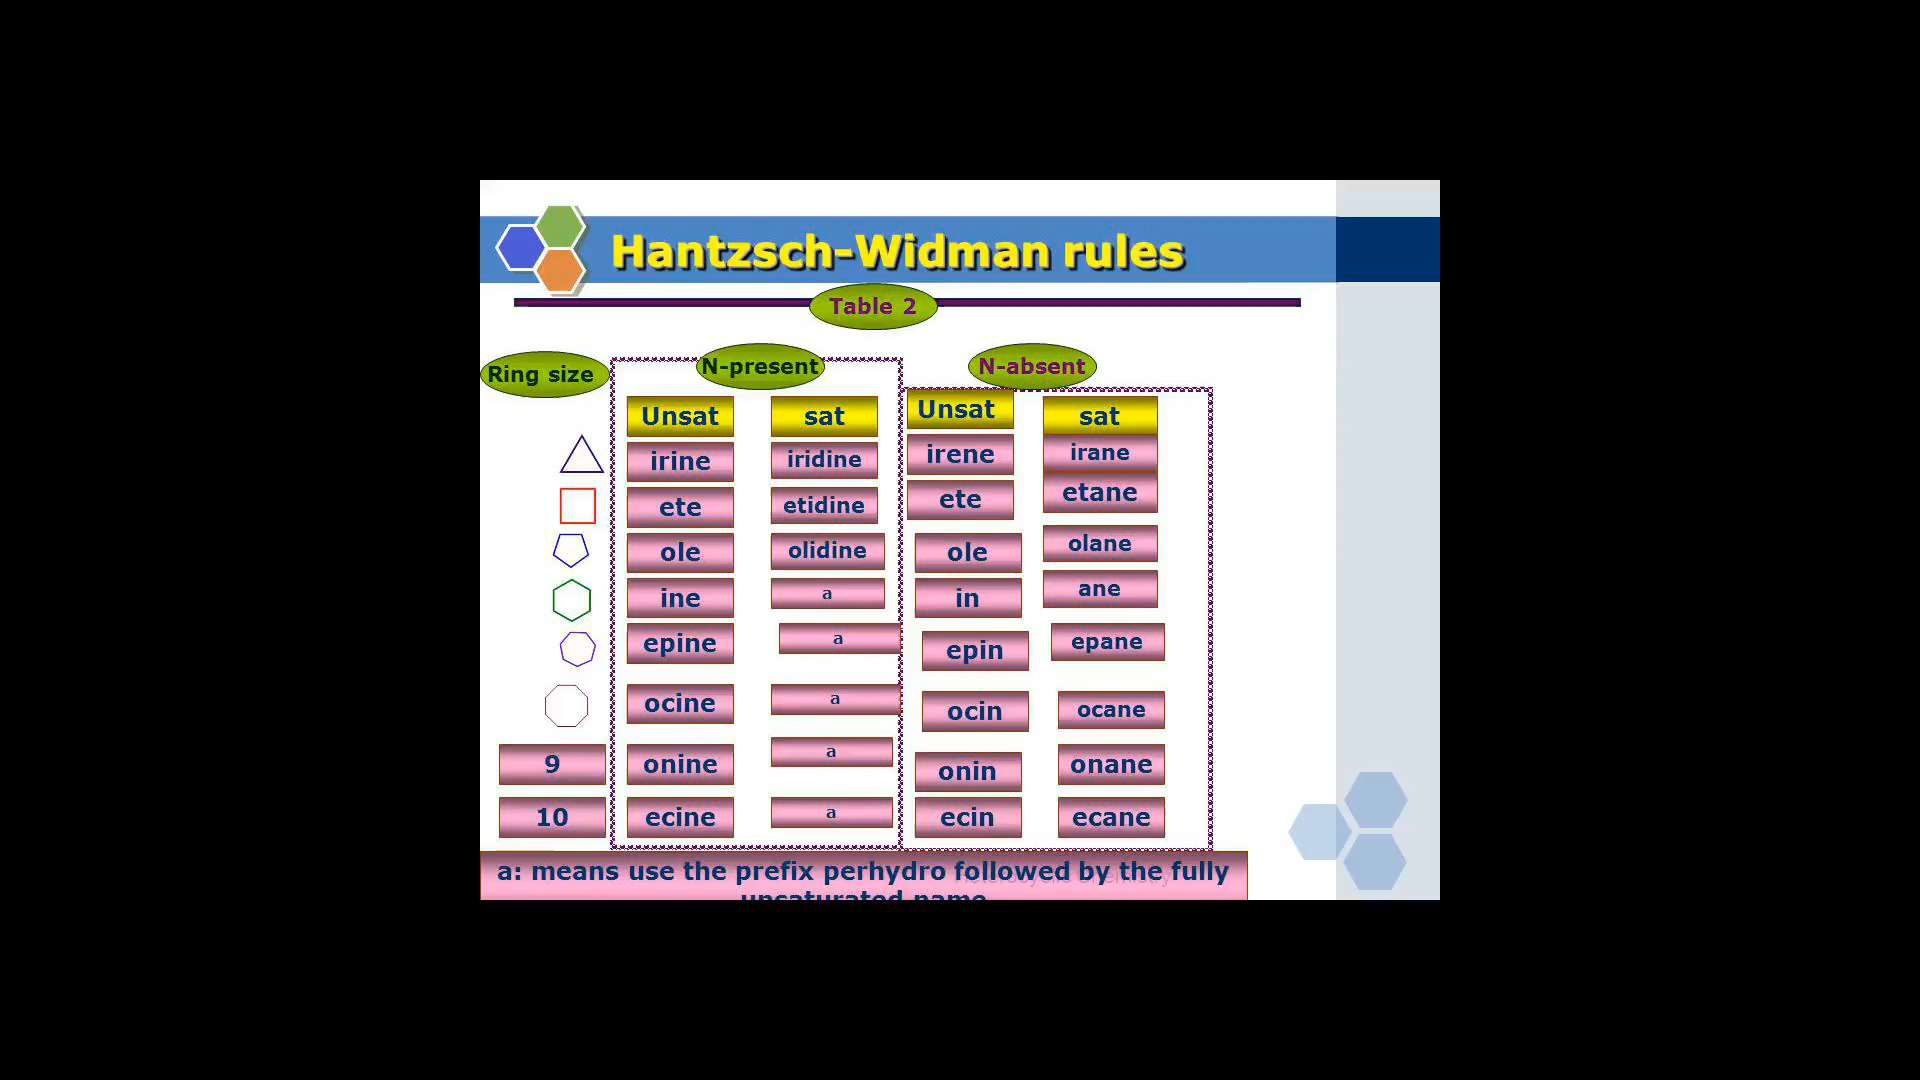 Hantzsch-Widman rules
Table 2
Ring size
N-present
N-absent
Unsat sat Unsat sat
irine iridine irene irane
ete etidine ete etane
ole olidine ole olane
ine a in ane
epine a epin epane
ocine a ocin ocane
9 onine a onin onane
10 ecine a ecin ecane
a: means use the prefix perhydro followed by the fully
unsaturated name